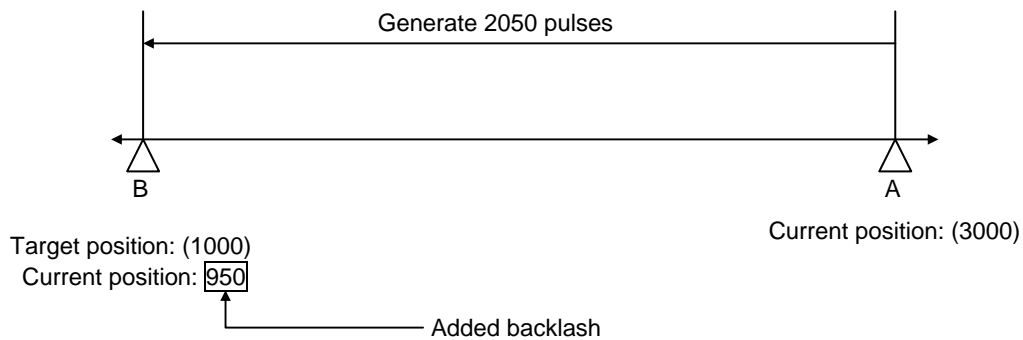 Generate 2050 pulses
B
A
Target position: (1000)
Current position: (3000)
Current position: 950
Added backlash